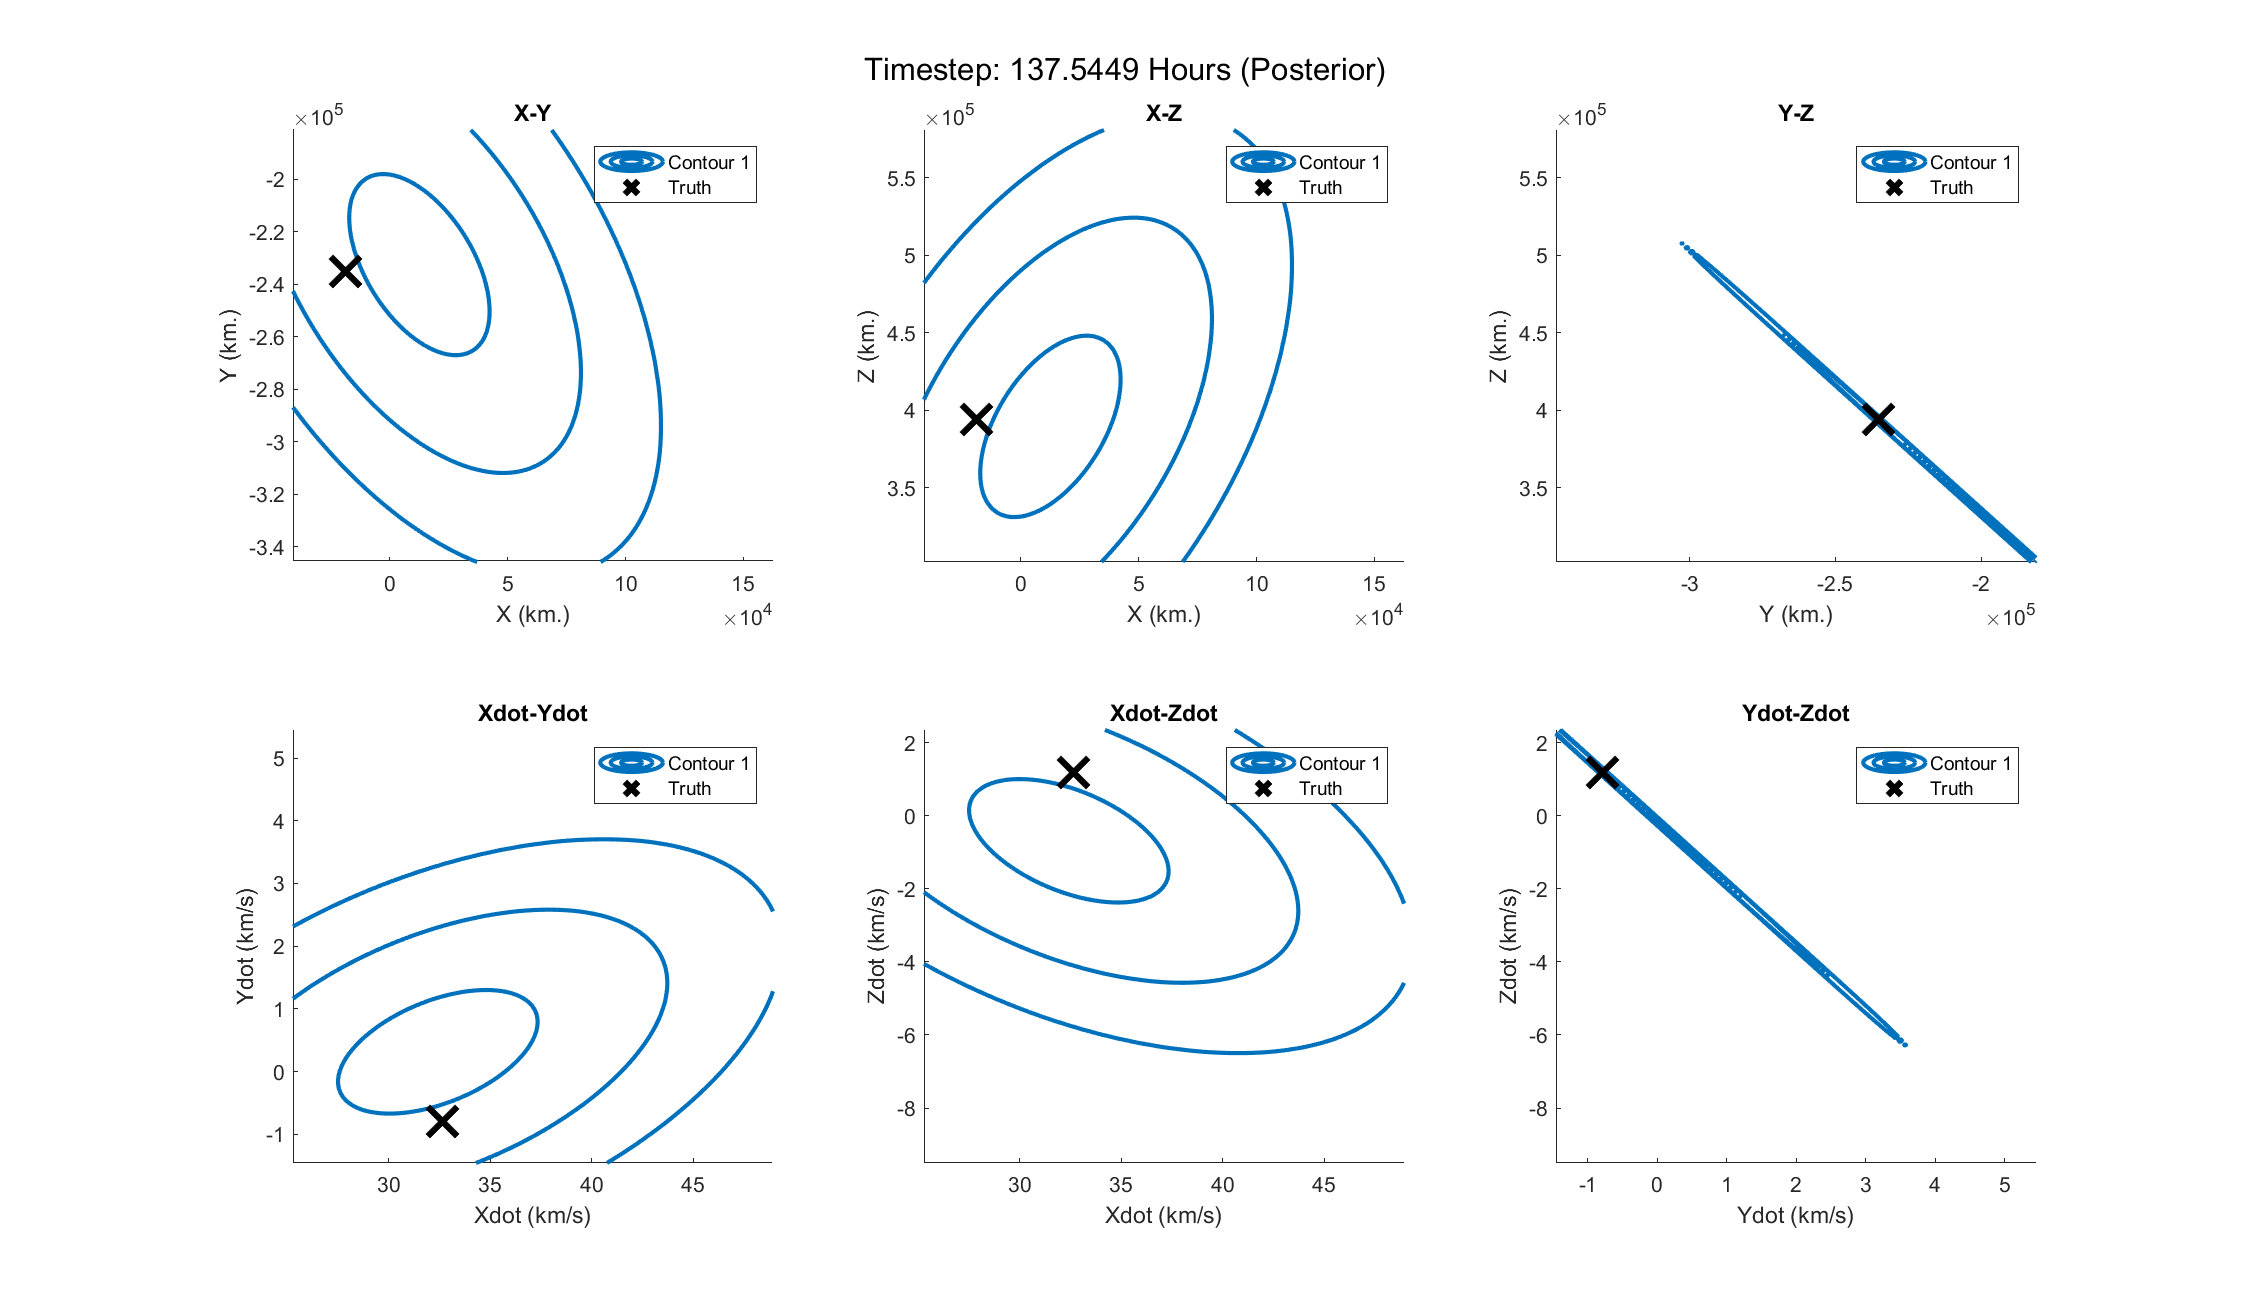 Timestep: 137.5449 Hours (Posterior)
X-Y
×10^5
-2
-2.2
-2.4
-2.6
-2.8
-3
-3.2
-3.4
Y (km.)
0 5 10 15
X (km.)
×10^4
Contour 1
Truth
X-Z
×10^5
5.5
5
4.5
4
3.5
Z (km.)
0 5 10 15
X (km.)
×10^4
Contour 1
Truth
Y-Z
×10^5
5.5
5
4.5
4
3.5
Z (km.)
-3 -2.5 -2
Y (km.)
×10^5
Contour 1
Truth
Xdot-Ydot
5
4
3
2
1
0
-1
Ydot (km/s)
30 35 40 45
Xdot (km/s)
Contour 1
Truth
Xdot-Zdot
2
0
-2
-4
-6
-8
Zdot (km/s)
30 35 40 45
Xdot (km/s)
Contour 1
Truth
Ydot-Zdot
2
0
-2
-4
-6
-8
Zdot (km/s)
-1 0 1 2 3 4 5
Ydot (km/s)
Contour 1
Truth